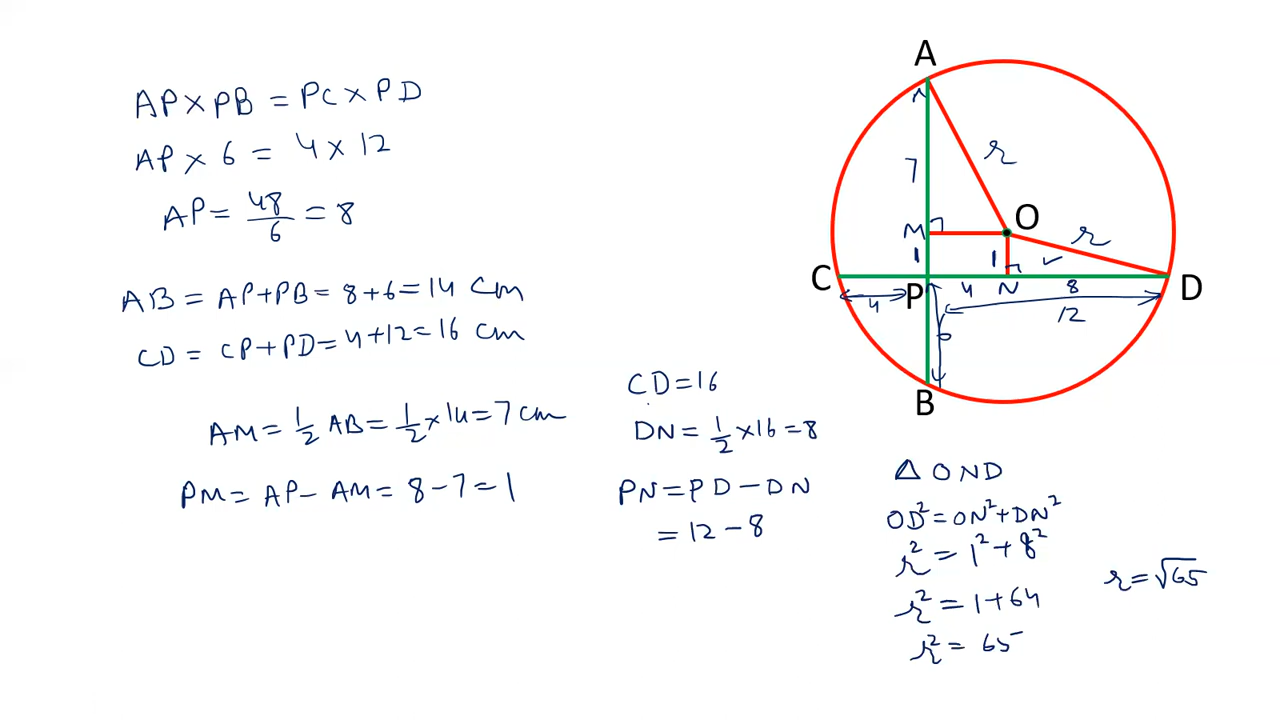 AP × PB = PC × PD
AP × 6 = 4 × 12
AP = 48/6 = 8
AB = AP + PB = 8 + 6 = 14 cm
CD = CP + PD = 4 + 12 = 16 cm
AM = 1/2 AB = 1/2 × 14 = 7 cm
PM = AP - AM = 8 - 7 = 1
CD = 16
DN = 1/2 × 16 = 8
PN = PD - DN
= 12 - 8
A
7
r
M
O
r
1
1
C
P
4
N
8
D
4
12
6
B
△ OND
OD² = ON² + DN²
r² = 1² + 8²
r² = 1 + 64
r² = 65
r = √65